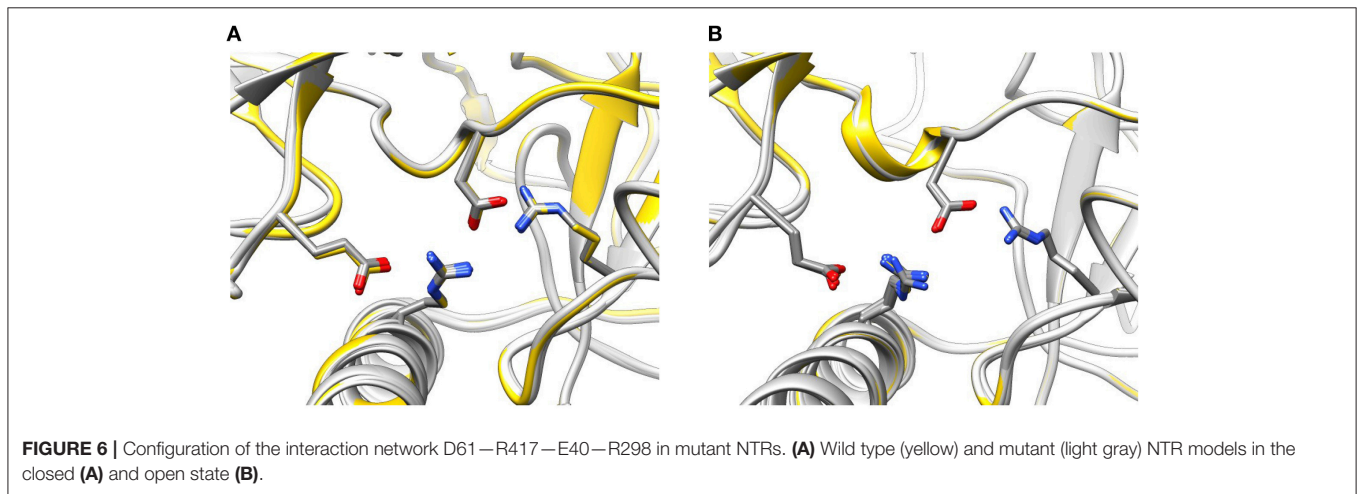 A
B
FIGURE 6 | Configuration of the interaction network D61—R417—E40—R298 in mutant NTRs. (A) Wild type (yellow) and mutant (light gray) NTR models in the
closed (A) and open state (B).